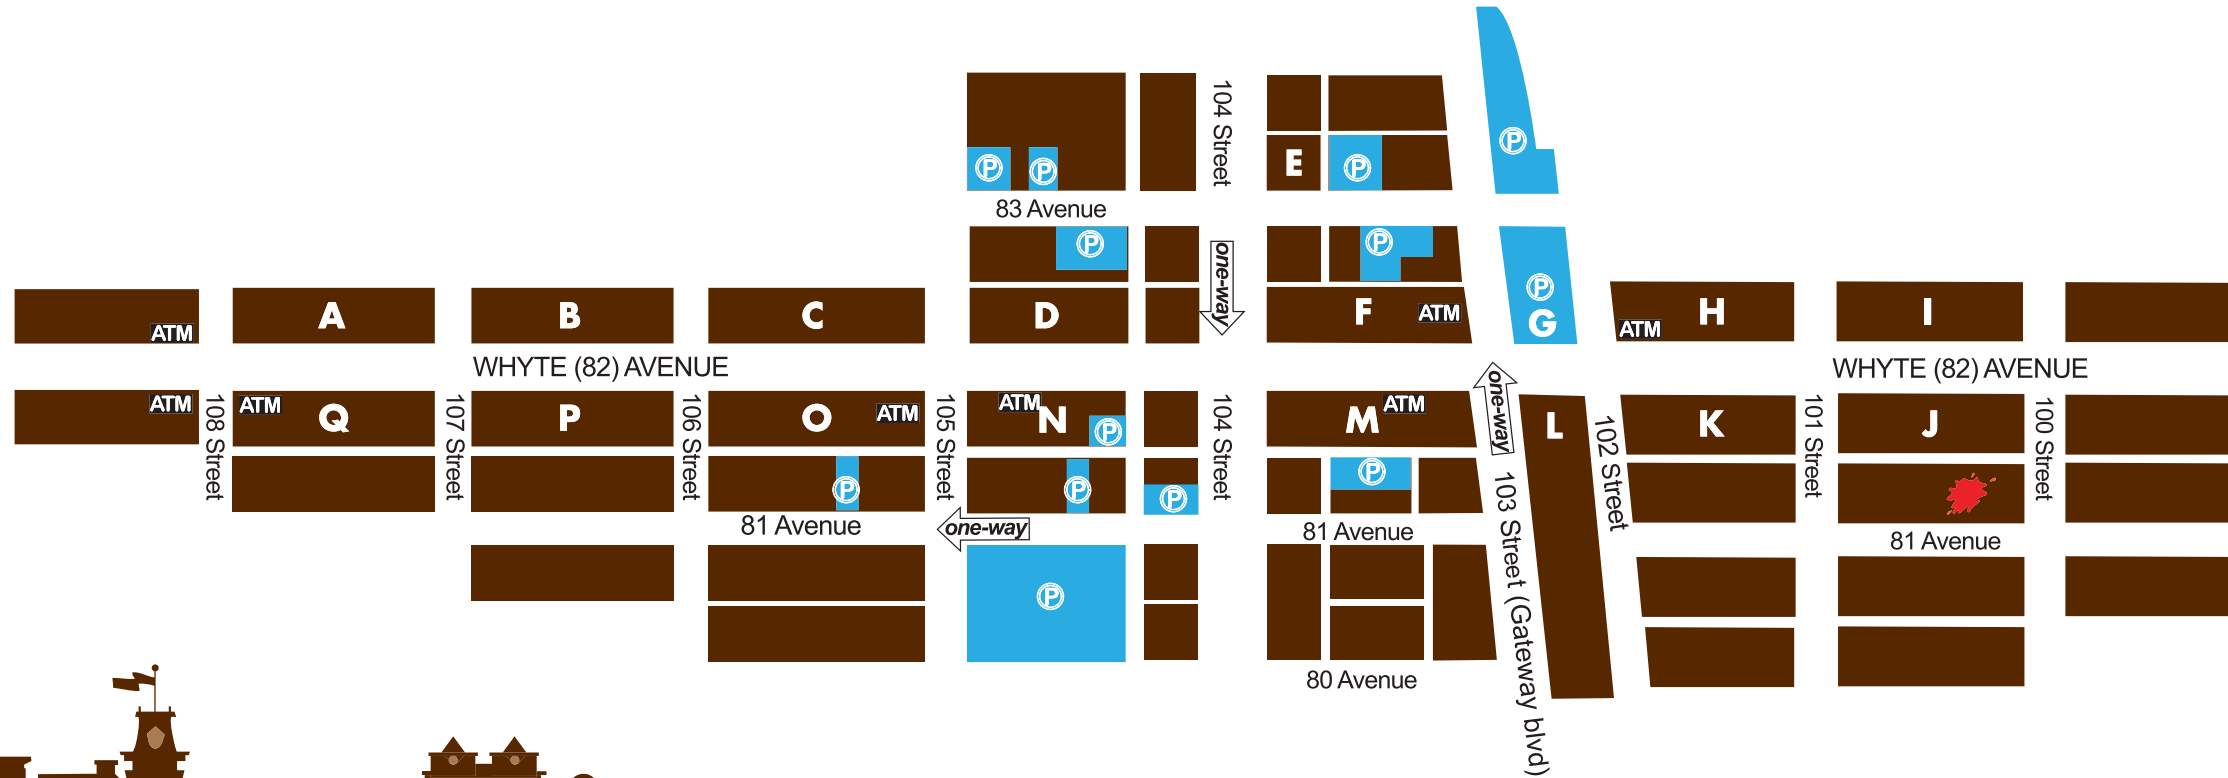 104 Street
P
E
P
P
P
83 Avenue
P
P
one-way
P
A
B
C
D
F
ATM
G
ATM
H
I
ATM
WHYTE (82) AVENUE
WHYTE (82) AVENUE
ATM
108 Street
ATM
Q
107 Street
P
106 Street
O
ATM
105 Street
ATM
N
P
104 Street
M
ATM
one-way
L
102 Street
K
101 Street
J
100 Street
P
P
P
P
103 Street (Gateway blvd)
81 Avenue
one-way
81 Avenue
81 Avenue
P
80 Avenue